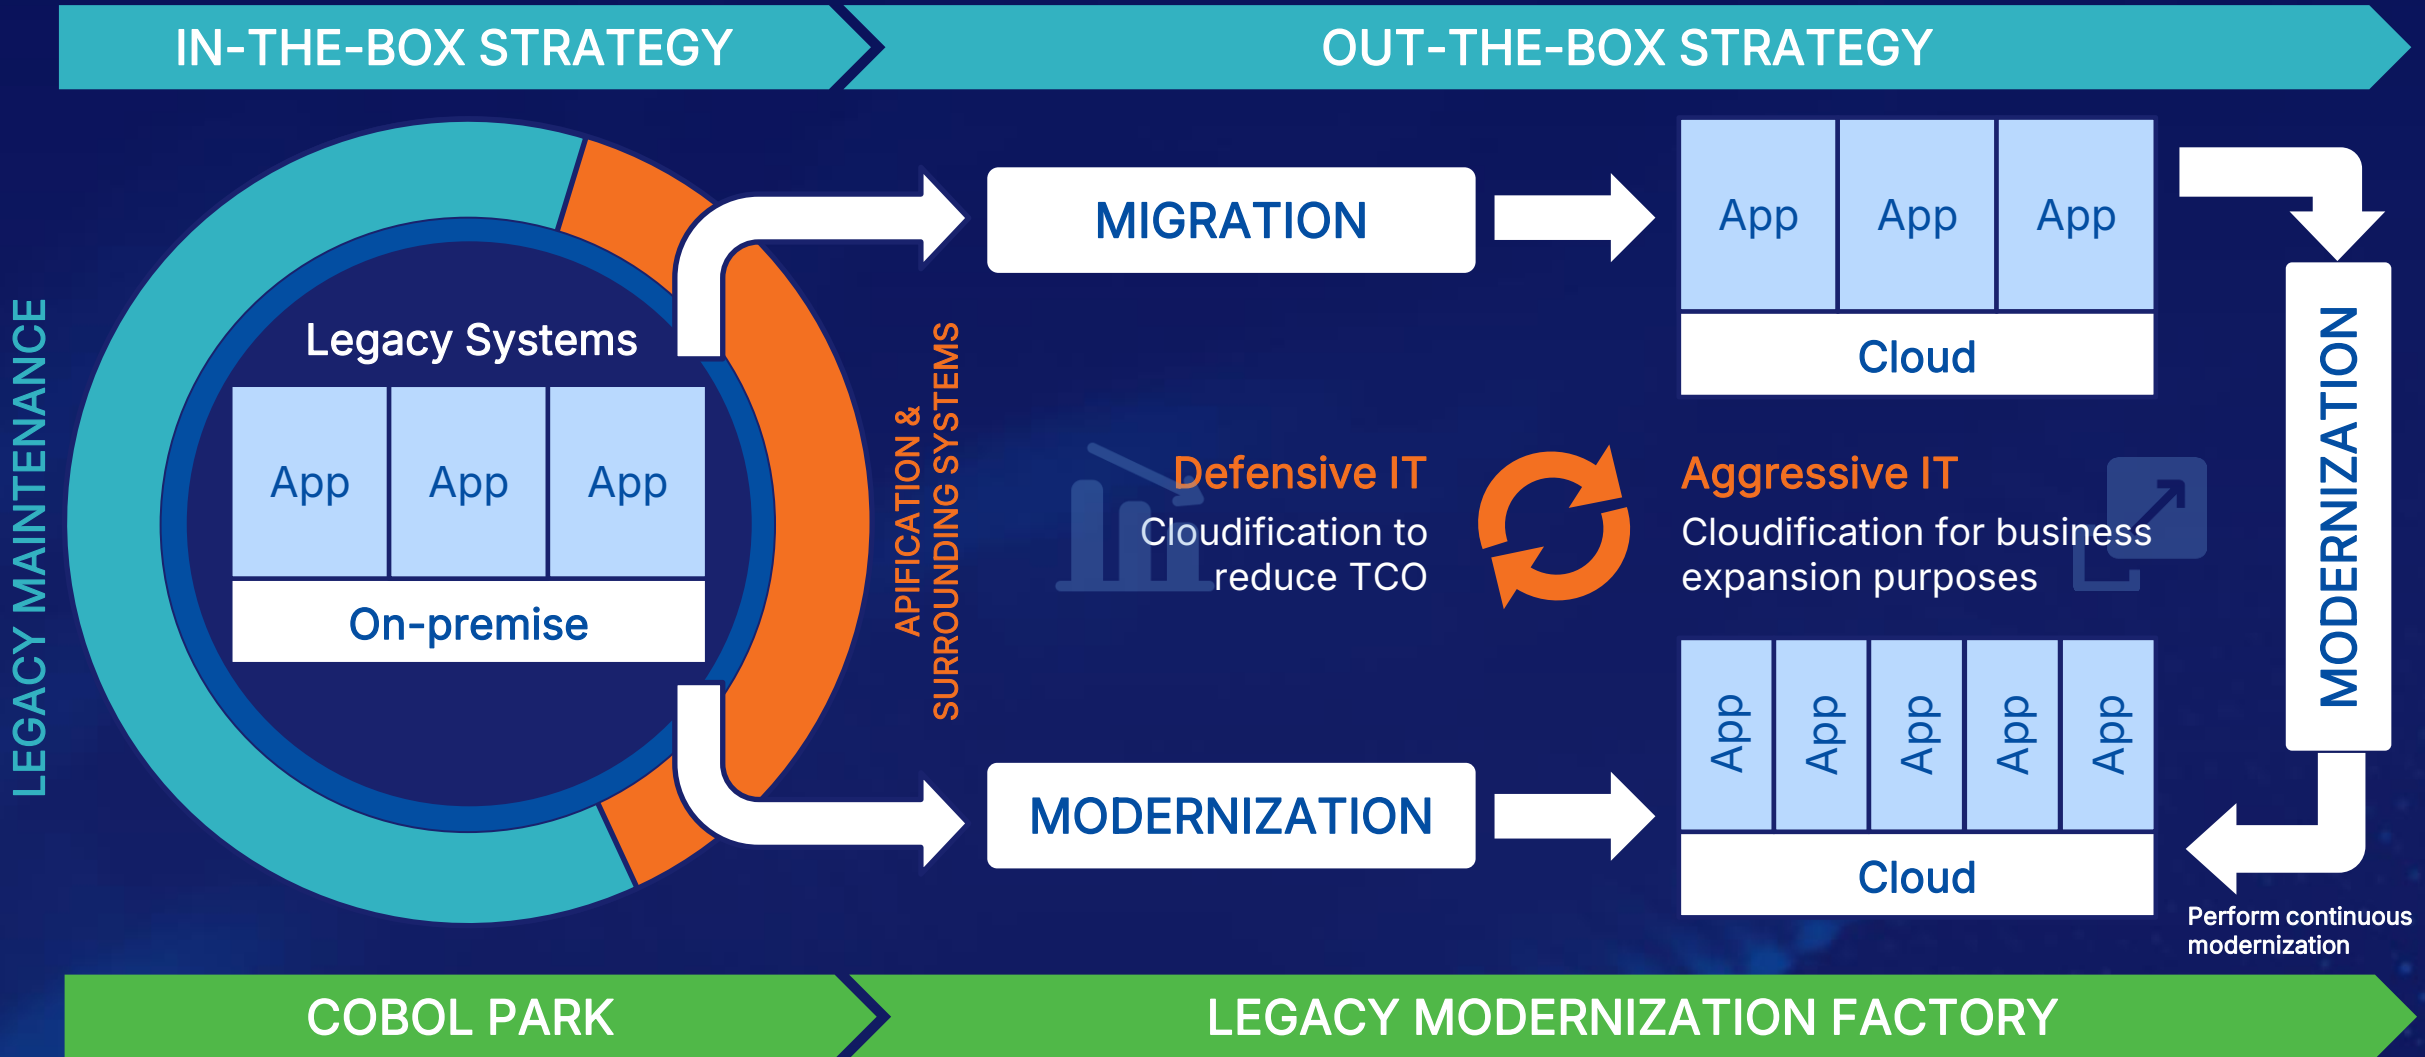 IN-THE-BOX STRATEGY
OUT-THE-BOX STRATEGY
LEGACY MAINTENANCE
Legacy Systems
App
App
App
On-premise
APIFICATION &
SURROUNDING SYSTEMS
MIGRATION
App
App
App
Cloud
Defensive IT
Cloudification to
reduce TCO
Aggressive IT
Cloudification for business
expansion purposes
MODERNIZATION
MODERNIZATION
App
App
App
App
App
Cloud
Perform continuous
modernization
COBOL PARK
LEGACY MODERNIZATION FACTORY